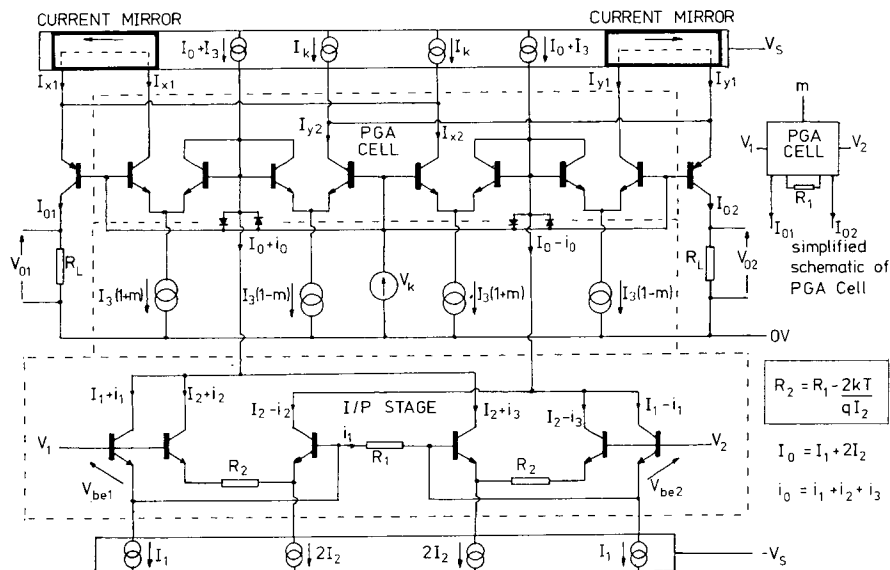 CURRENT MIRROR
CURRENT MIRROR
I0+I3
Ik
Ik
I0+I3
VS
Ix1
Ix1
Iy1
Iy1
m
Iy2
PGA
CELL
Ix2
V1
PGA
CELL
V2
R1
I01
I02
I01
I02
simplified
schematic of
PGA Cell
I0+i0
I0-i0
V01
RL
I3(1+m)
I3(1-m)
Vk
I3(1+m)
I3(1-m)
RL
V02
0V
I1+i1
I2+i2
I2-i2
I/P STAGE
I2+i3
I2-i3
I1-i1
V1
i1
R1
V2
Vbe1
R2
R2
Vbe2
R2 = R1-2kT/qI2
I0 = I1+2I2
i0 = i1+i2+i3
I1
2I2
2I2
I1
-VS